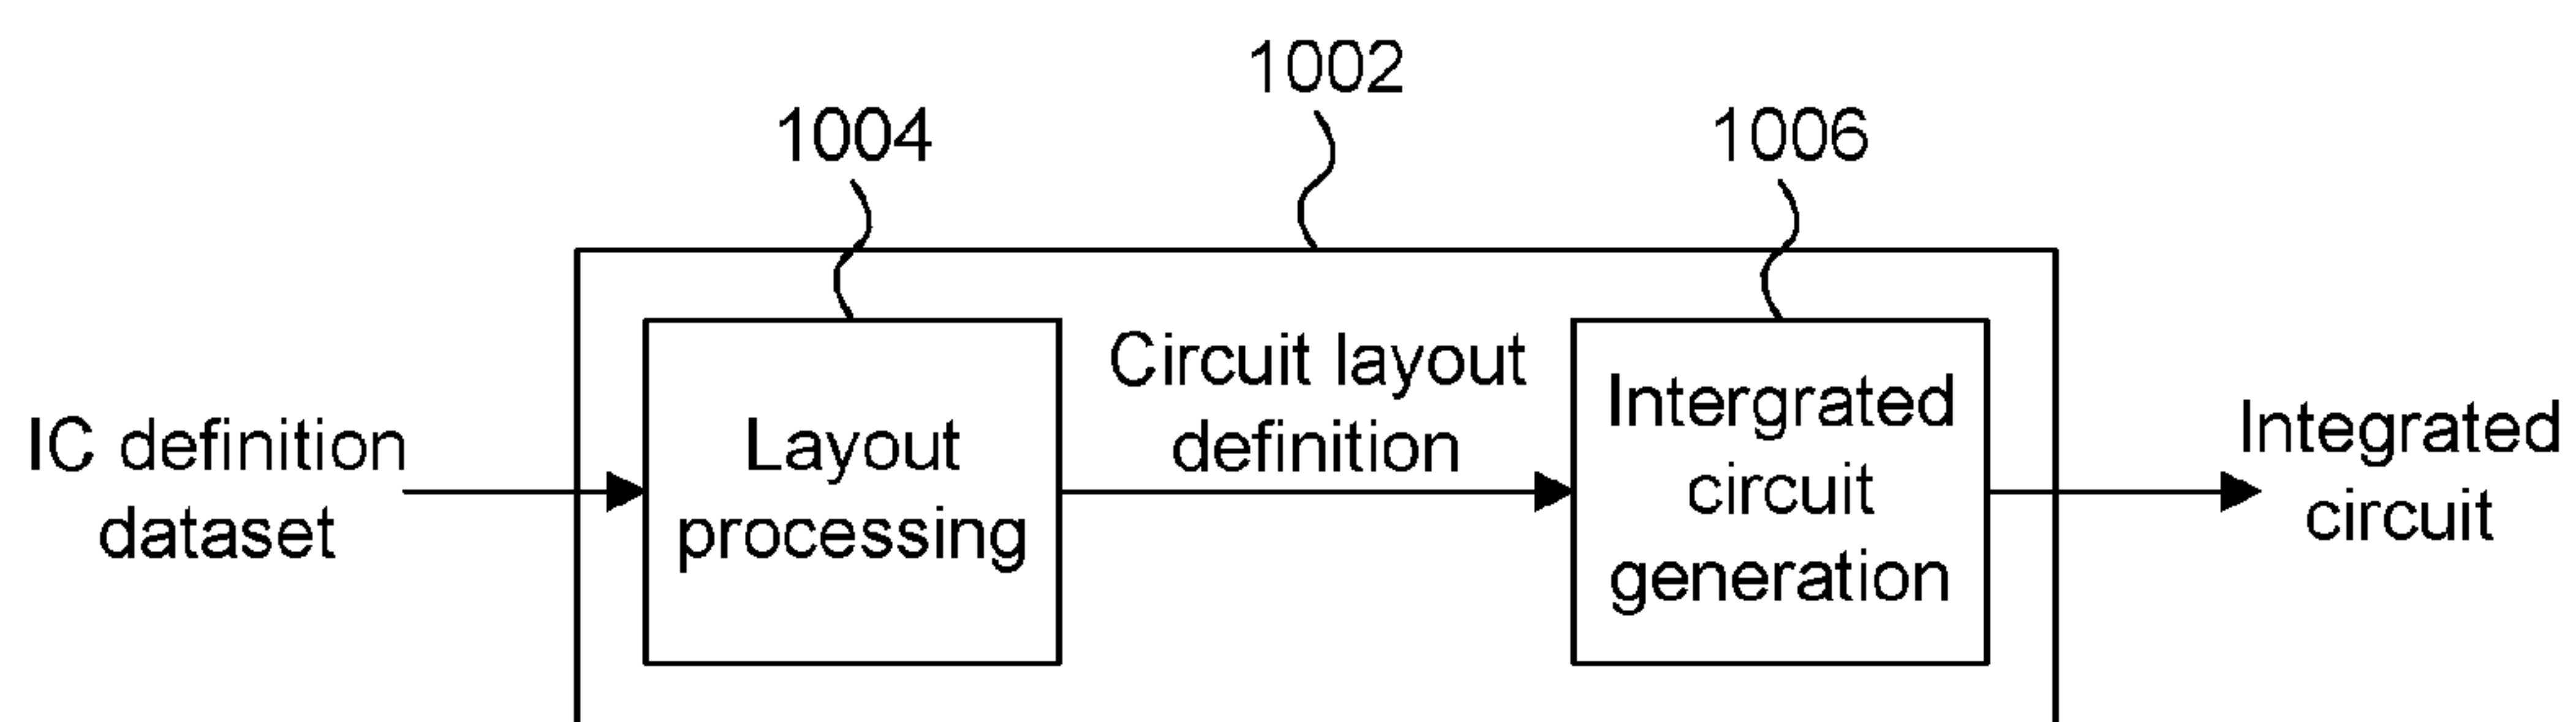 1002
1004
1006
IC definition
dataset
Layout
processing
Circuit layout
definition
Intergrated
circuit
generation
Integrated
circuit